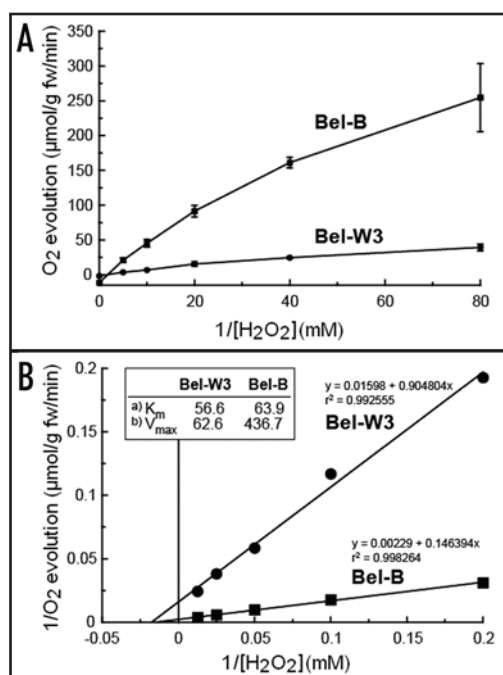 A
O₂ evolution (µmol/g fw/min)
300
250
200
150
100
50
0
Bel-B
Bel-W3
0 20 40 60 80
1/[H₂O₂] (mM)
B
1/O₂ evolution (µmol/g fw/min)
0.2
0.15
0.1
0.05
0
Bel-W3 Bel-B
a) Km 56.6 63.9
b) Vmax 62.6 436.7
y = 0.01598 + 0.904804x
r² = 0.992555
Bel-W3
y = 0.00229 + 0.146394x
r² = 0.998264
Bel-B
-0.05 0 0.05 0.1 0.15 0.2
1/[H₂O₂] (mM)